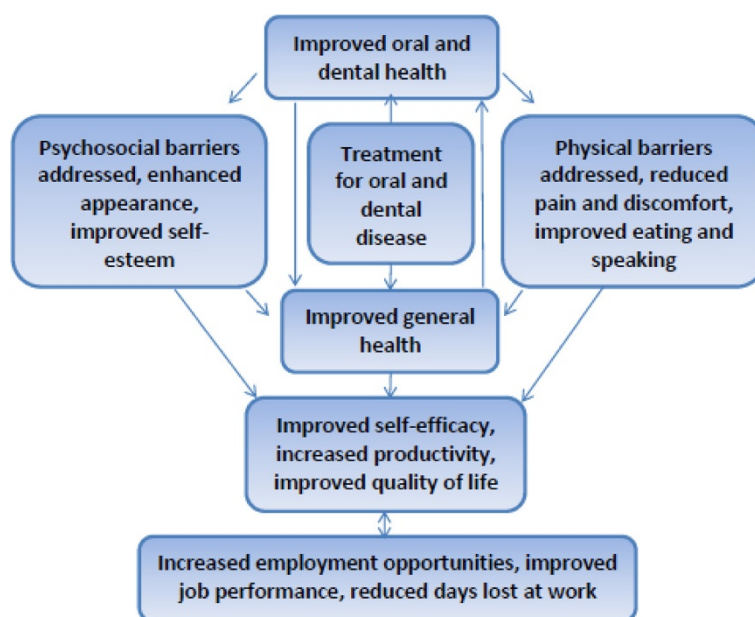 Improved oral and
dental health
Psychosocial barriers
addressed, enhanced
appearance,
improved self-
esteem
Treatment
for oral and
dental
disease
Physical barriers
addressed, reduced
pain and discomfort,
improved eating and
speaking
Improved general
health
Improved self-efficacy,
increased productivity,
improved quality of life
Increased employment opportunities, improved
job performance, reduced days lost at work